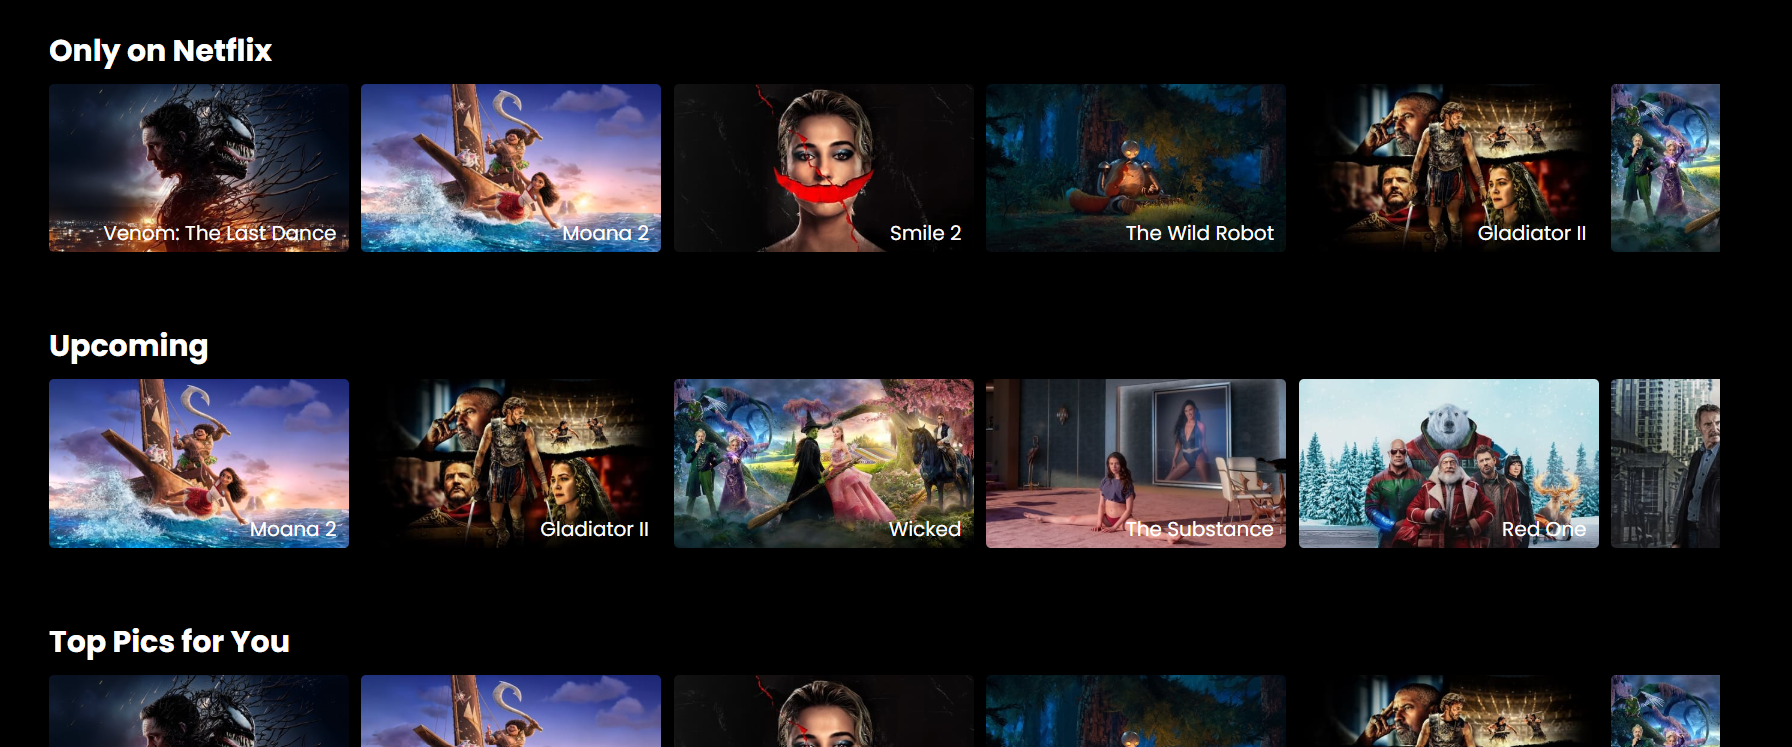 Only on Netflix
Venom: The Last Dance
Moana 2
Smile 2
The Wild Robot
Gladiator II
Upcoming
Moana 2
Gladiator II
Wicked
The Substance
Red One
Top Pics for You